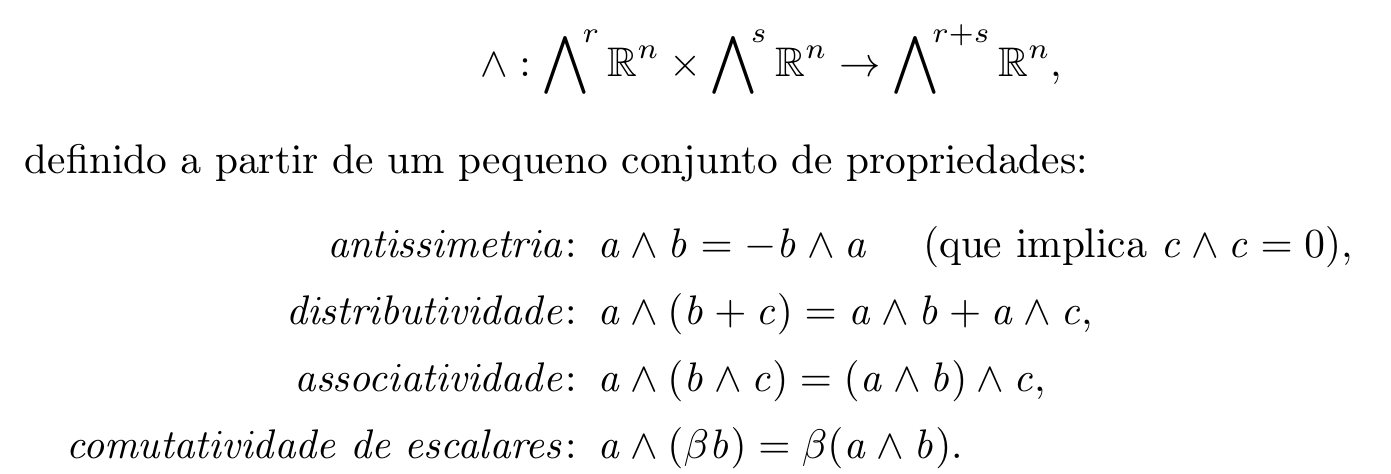 ∧ : ⋀^r ℝ^n × ⋀^s ℝ^n → ⋀^{r+s} ℝ^n,
definido a partir de um pequeno conjunto de propriedades:
antissimetria: a ∧ b = −b ∧ a (que implica c ∧ c = 0),
distributividade: a ∧ (b + c) = a ∧ b + a ∧ c,
associatividade: a ∧ (b ∧ c) = (a ∧ b) ∧ c,
comutatividade de escalares: a ∧ (βb) = β(a ∧ b).